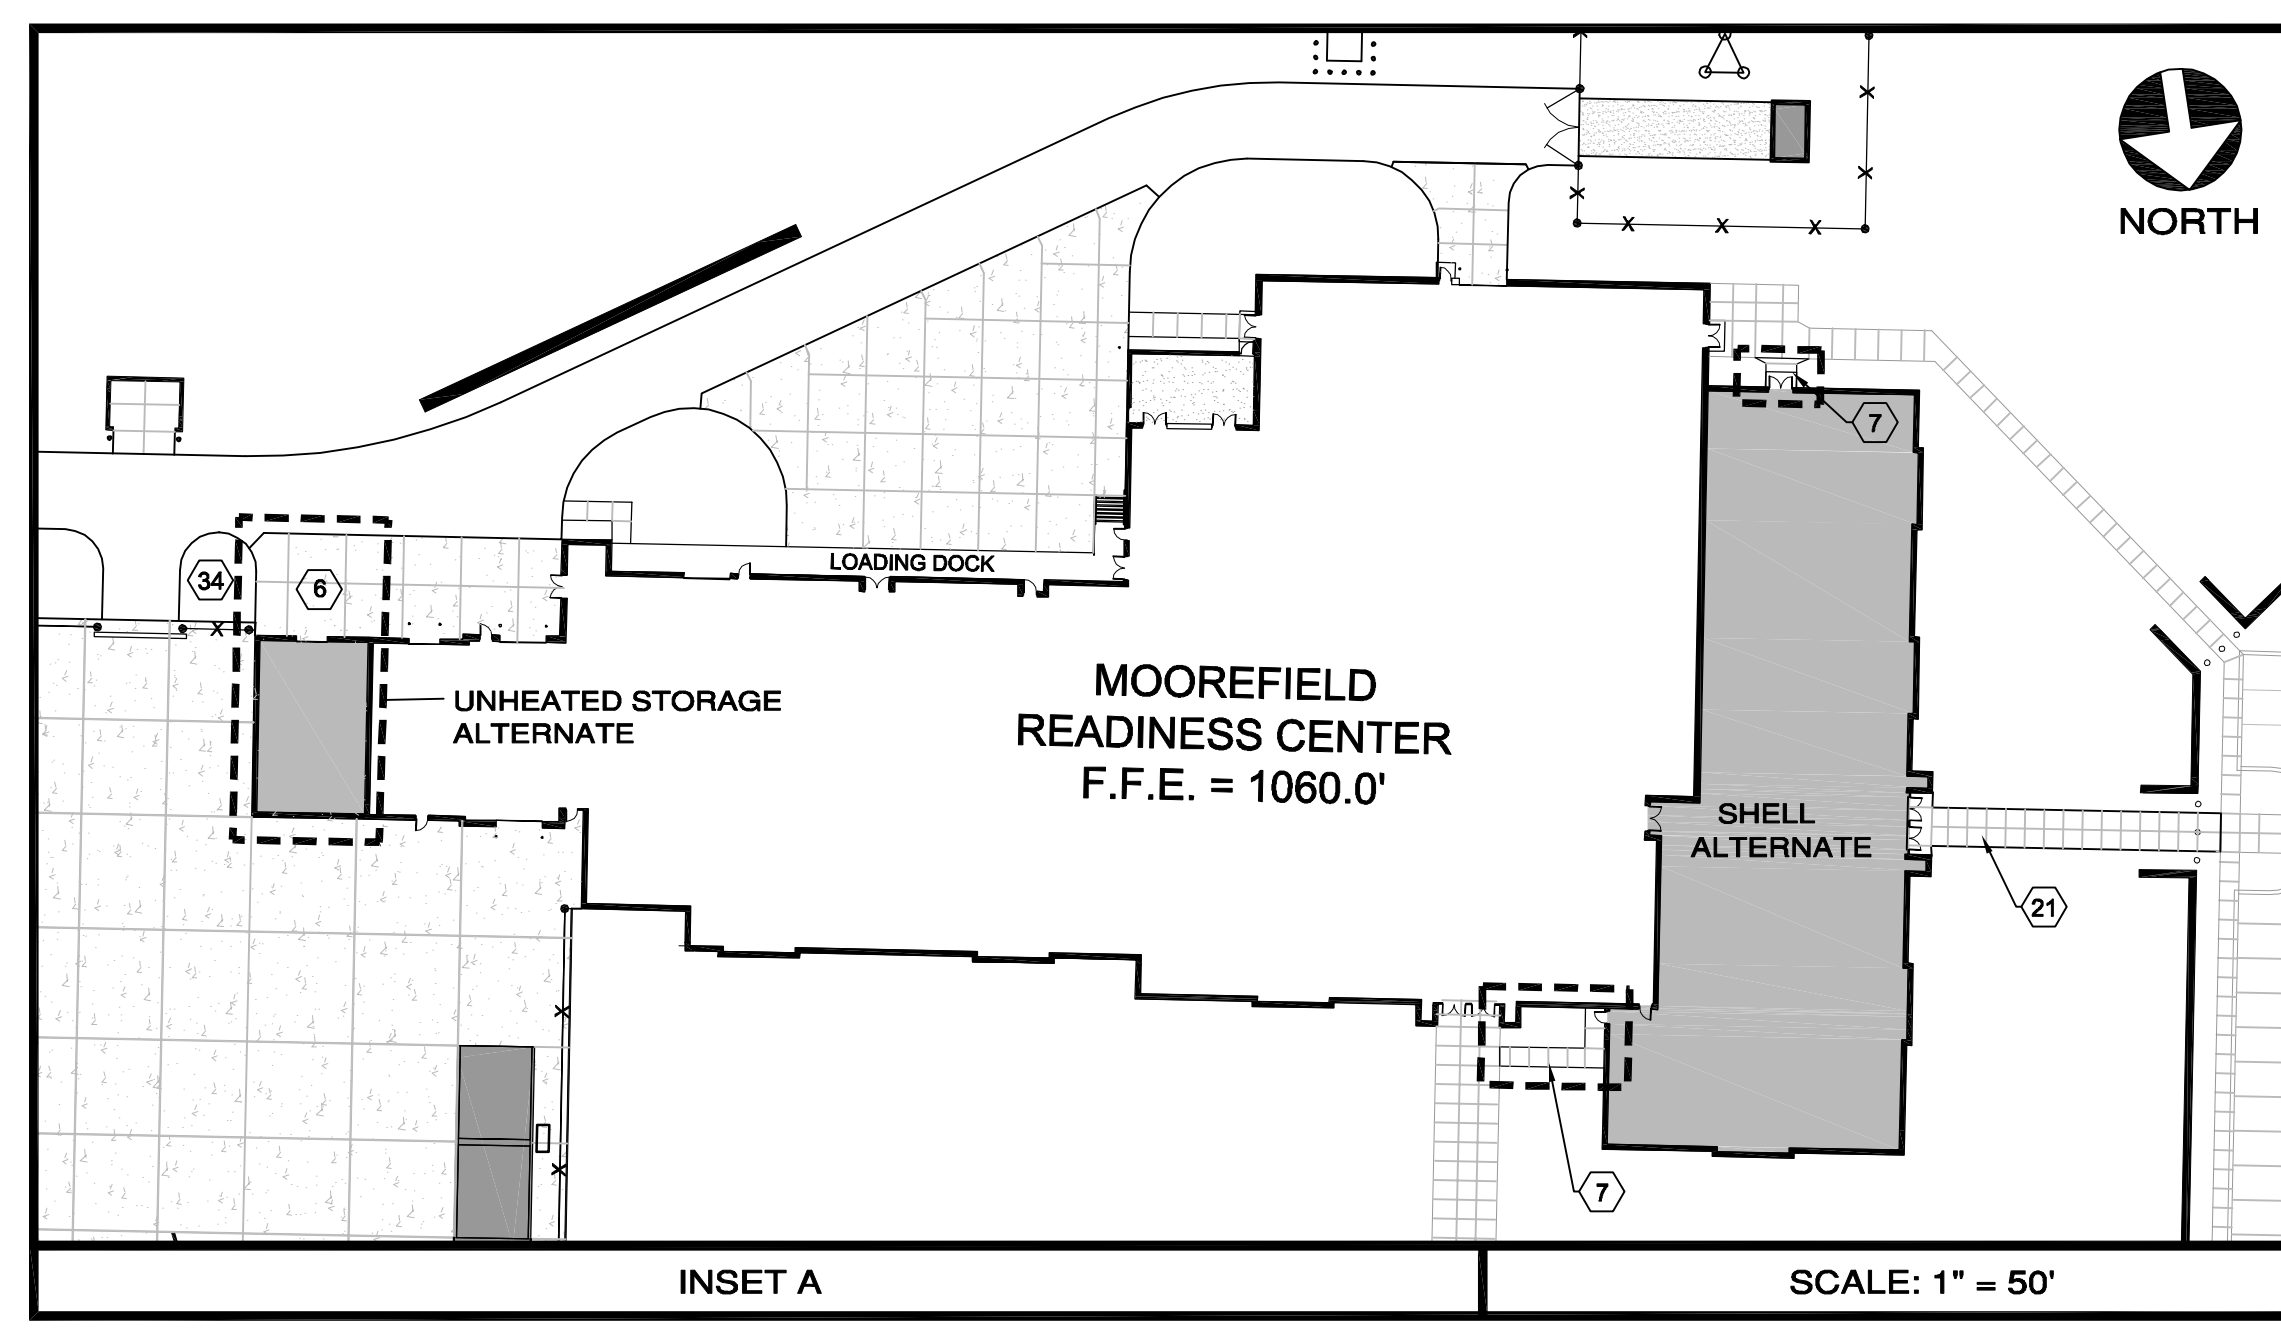 NORTH
7
LOADING DOCK
34
6
UNHEATED STORAGE
ALTERNATE
MOOREFIELD
READINESS CENTER
F.F.E. = 1060.0'
SHELL
ALTERNATE
21
7
INSET A
SCALE: 1" = 50'